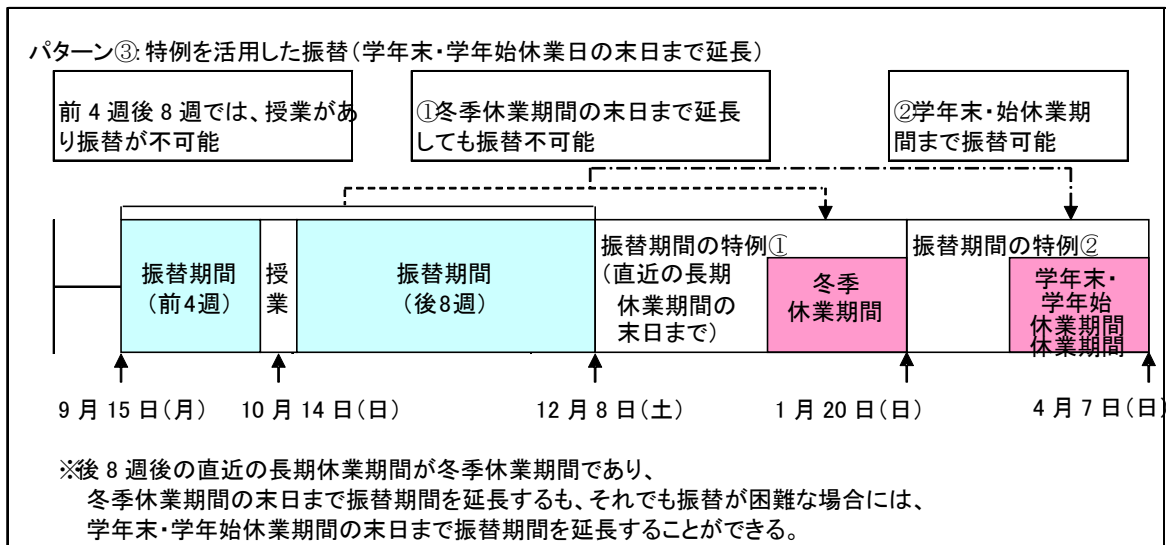 パターン③:特例を活用した振替(学年末・学年始休業日の末日まで延長)
前4週後8週では、授業があ
り振替が不可能
①冬季休業期間の末日まで延長
しても振替不可能
②学年末・始休業期
間まで振替可能
振替期間
(前4週)
授
業
振替期間
(後8週)
振替期間の特例①
(直近の長期
休業期間の
末日まで)
冬季
休業期間
振替期間の特例②
学年末・
学年始
休業期間
休業期間
9月15日(月)
10月14日(日)
12月8日(土)
1月20日(日)
4月7日(日)
※後8週後の直近の長期休業期間が冬季休業期間であり、
冬季休業期間の末日まで振替期間を延長するも、それでも振替が困難な場合には、
学年末・学年始休業期間の末日まで振替期間を延長することができる。